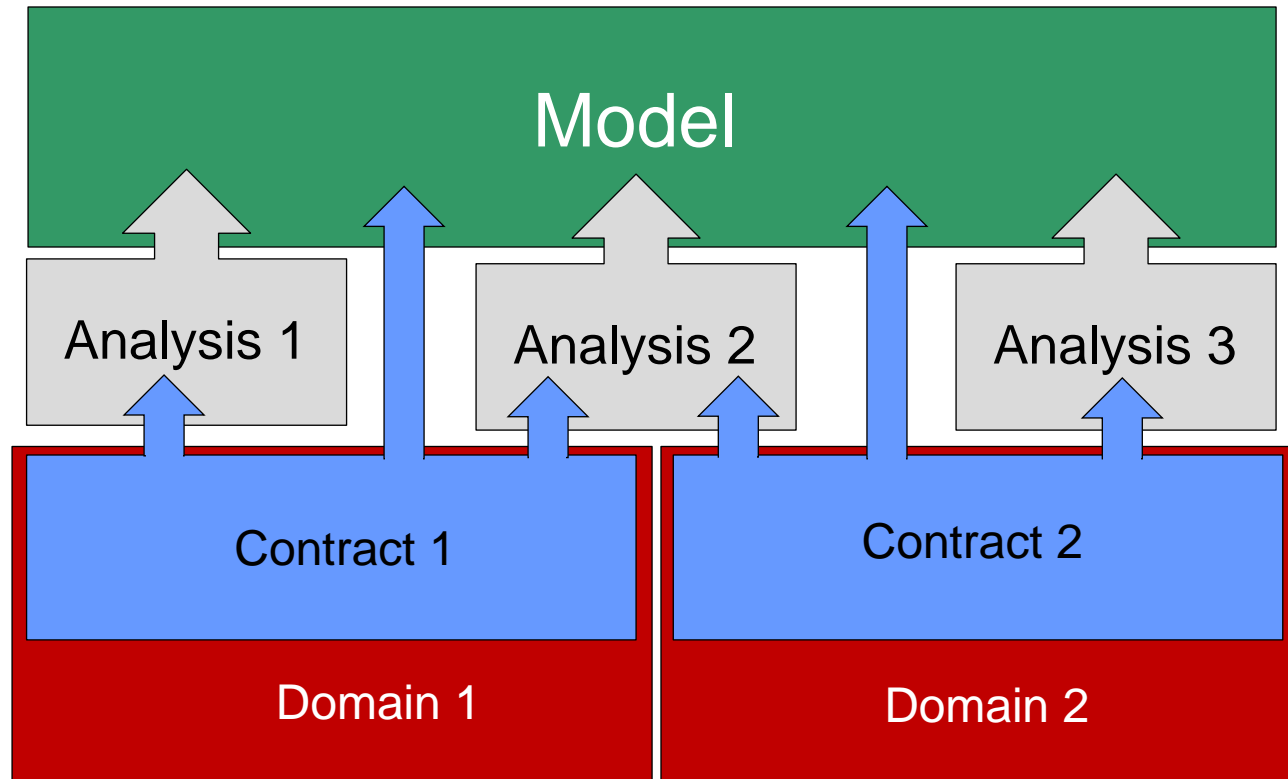 Model
Analysis 1
Analysis 2
Analysis 3
Contract 1
Contract 2
Domain 1
Domain 2